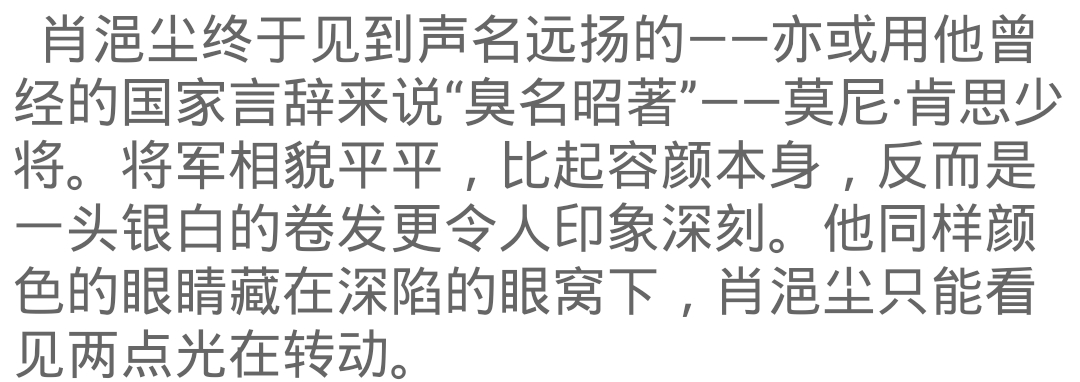 肖浥尘终于见到声名远扬的——亦或用他曾
经的国家言辞来说“臭名昭著”——莫尼·肯思少
将。将军相貌平平，比起容颜本身，反而是
一头银白的卷发更令人印象深刻。他同样颜
色的眼睛藏在深陷的眼窝下，肖浥尘只能看
见两点光在转动。